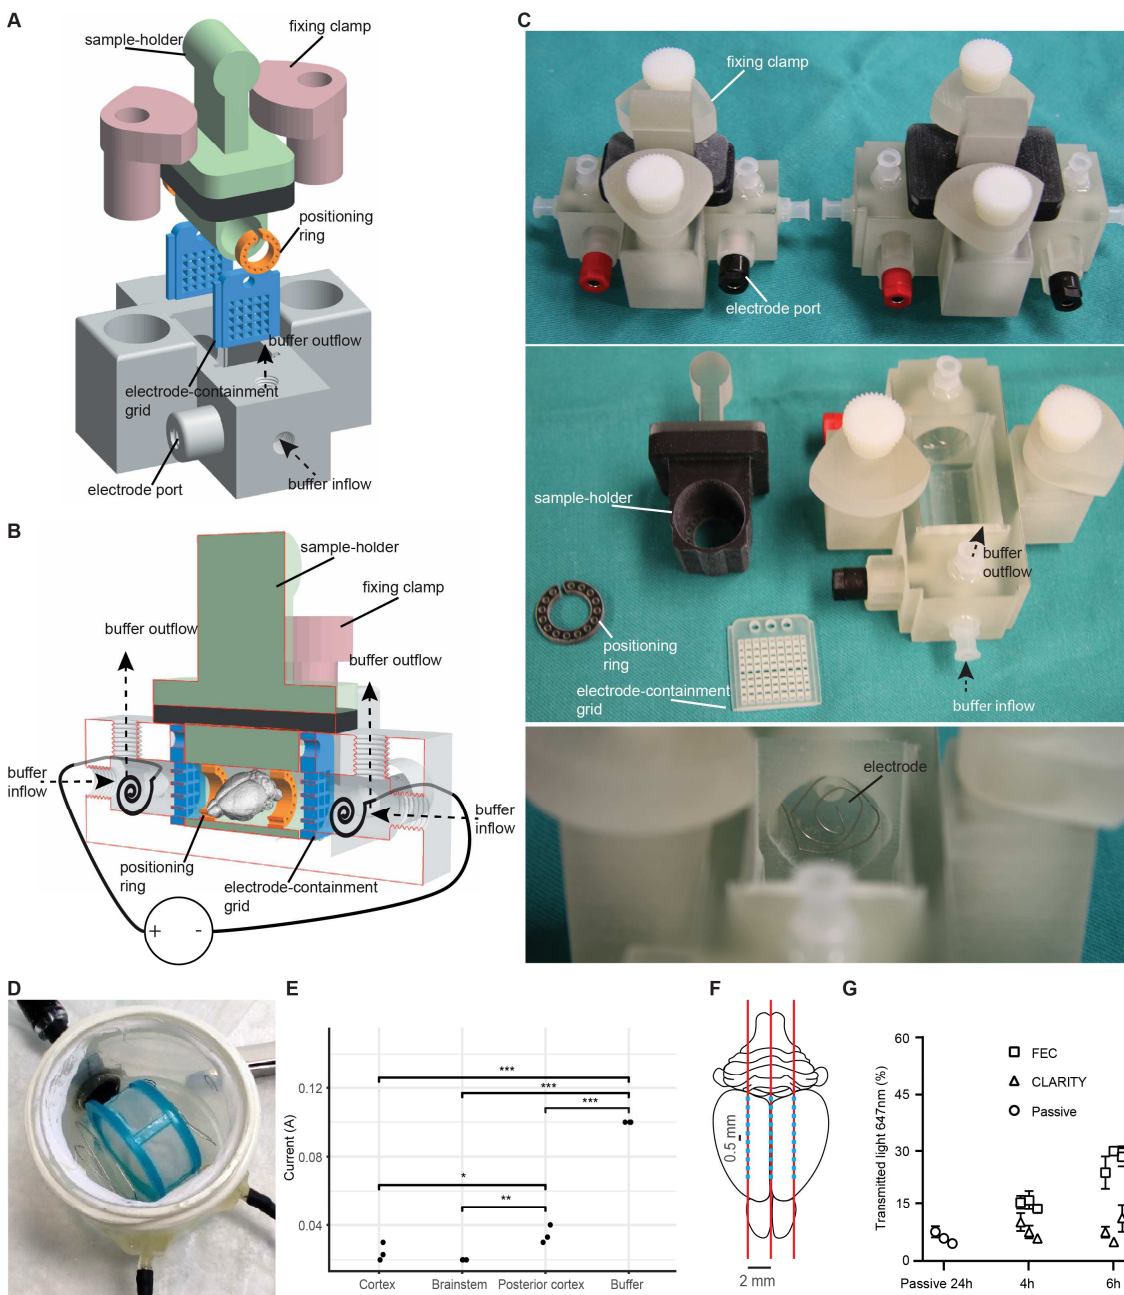 A
sample-holder
fixing clamp
positioning
ring
buffer outflow
electrode-containment
grid
electrode port
buffer inflow
B
sample-holder
fixing clamp
buffer outflow
buffer outflow
buffer
inflow
buffer
inflow
positioning
ring
electrode-containment
grid
+ -
C
fixing clamp
electrode port
sample-holder
buffer
outflow
positioning
ring
electrode-containment
grid
buffer inflow
electrode
D
E
Current (A)
0.12
0.08
0.04
***
***
***
*
**
Cortex Brainstem Posterior cortex Buffer
F
0.5 mm
2 mm
G
Transmitted light 647nm (%)
60
45
30
15
0
FEC
CLARITY
Passive
Passive 24h 4h 6h